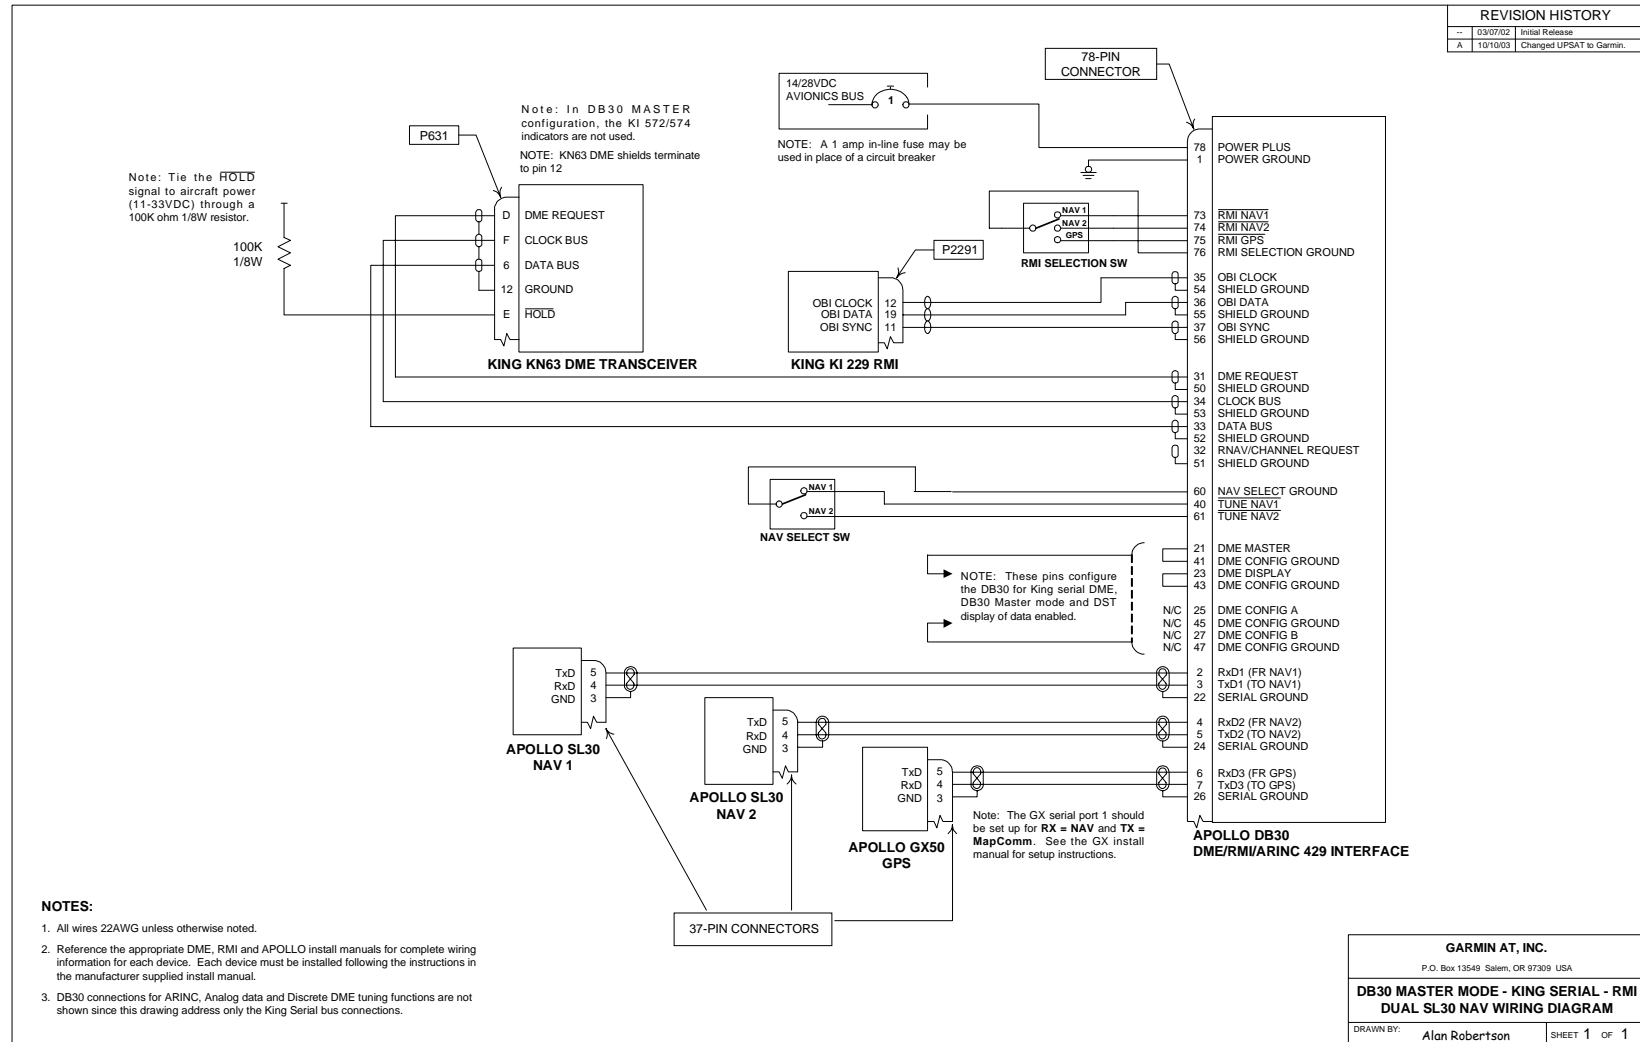 REVISION HISTORY
-- 03/07/02 Initial Release
A 10/10/03 Changed UPSAT to Garmin.
78-PIN
CONNECTOR
14/28VDC
AVIONICS BUS
1
NOTE: A 1 amp in-line fuse may be
used in place of a circuit breaker
Note: In DB30 MASTER
configuration, the KI 572/574
indicators are not used.
NOTE: KN63 DME shields terminate
to pin 12
P631
Note: Tie the HOLD
signal to aircraft power
(11-33VDC) through a
100K ohm 1/8W resistor.
100K
1/8W
D DME REQUEST
F CLOCK BUS
6 DATA BUS
12 GROUND
E HOLD
KING KN63 DME TRANSCEIVER
NAV 1
NAV 2
GPS
RMI SELECTION SW
P2291
OBI CLOCK 12
OBI DATA 19
OBI SYNC 11
KING KI 229 RMI
78 POWER PLUS
1 POWER GROUND
73 RMI NAV1
74 RMI NAV2
75 RMI GPS
76 RMI SELECTION GROUND
35 OBI CLOCK
54 SHIELD GROUND
36 OBI DATA
55 SHIELD GROUND
37 OBI SYNC
56 SHIELD GROUND
31 DME REQUEST
50 SHIELD GROUND
34 CLOCK BUS
53 SHIELD GROUND
33 DATA BUS
52 SHIELD GROUND
32 RNAV/CHANNEL REQUEST
51 SHIELD GROUND
NAV 1
NAV 2
NAV SELECT SW
60 NAV SELECT GROUND
40 TUNE NAV1
61 TUNE NAV2
21 DME MASTER
41 DME CONFIG GROUND
23 DME DISPLAY
43 DME CONFIG GROUND
N/C 25 DME CONFIG A
N/C 45 DME CONFIG GROUND
N/C 27 DME CONFIG B
N/C 47 DME CONFIG GROUND
NOTE: These pins configure
the DB30 for King serial DME,
DB30 Master mode and DST
display of data enabled.
2 RxD1 (FR NAV1)
3 TxD1 (TO NAV1)
22 SERIAL GROUND
4 RxD2 (FR NAV2)
5 TxD2 (TO NAV2)
24 SERIAL GROUND
6 RxD3 (FR GPS)
7 TxD3 (TO GPS)
26 SERIAL GROUND
APOLLO DB30
DME/RMI/ARINC 429 INTERFACE
TxD 5
RxD 4
GND 3
APOLLO SL30
NAV 1
TxD 5
RxD 4
GND 3
APOLLO SL30
NAV 2
TxD 5
RxD 4
GND 3
APOLLO GX50
GPS
Note: The GX serial port 1 should
be set up for RX = NAV and TX =
MapComm. See the GX install
manual for setup instructions.
37-PIN CONNECTORS
NOTES:
1. All wires 22AWG unless otherwise noted.
2. Reference the appropriate DME, RMI and APOLLO install manuals for complete wiring
information for each device. Each device must be installed following the instructions in
the manufacturer supplied install manual.
3. DB30 connections for ARINC, Analog data and Discrete DME tuning functions are not
shown since this drawing address only the King Serial bus connections.
GARMIN AT, INC.
P.O. Box 13549 Salem, OR 97309 USA
DB30 MASTER MODE - KING SERIAL - RMI
DUAL SL30 NAV WIRING DIAGRAM
DRAWN BY: Alan Robertson SHEET 1 OF 1